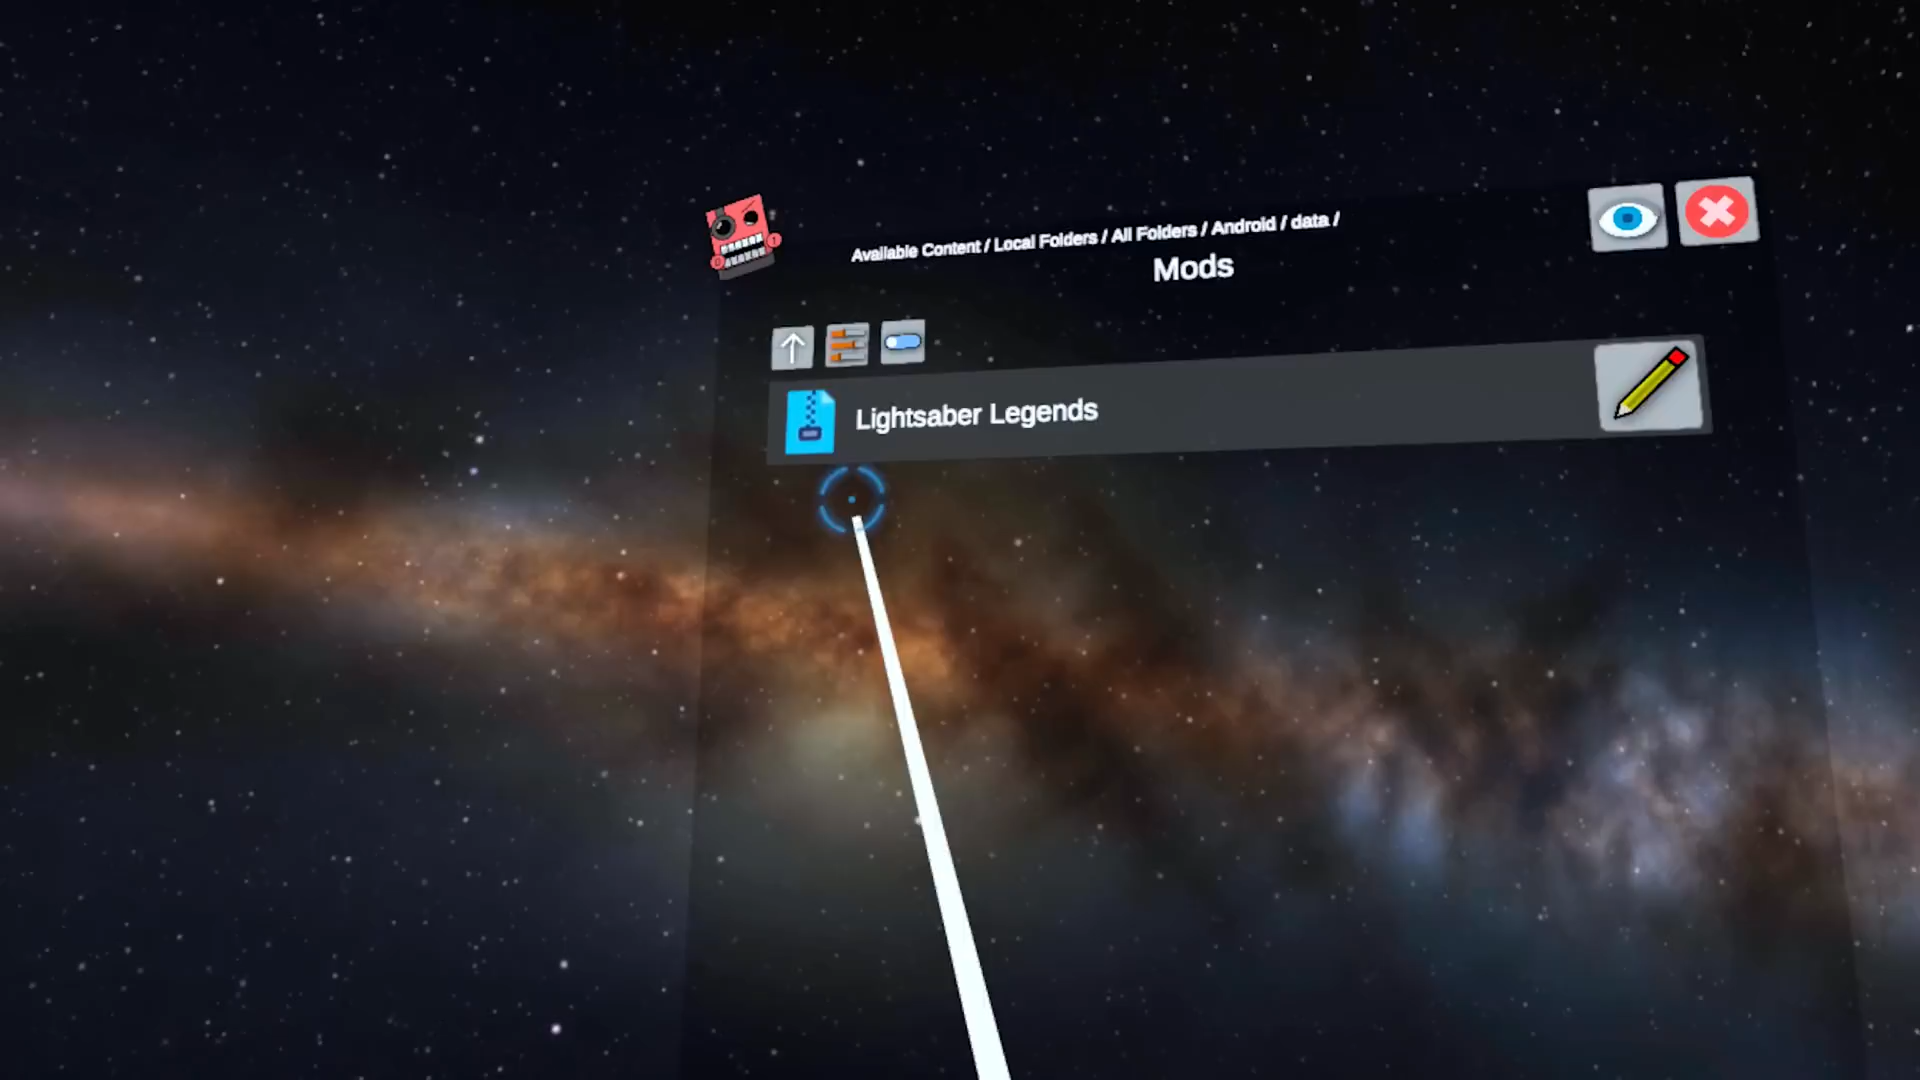 Available Content / Local Folders / All Folders / Android / data /
Mods
Lightsaber Legends